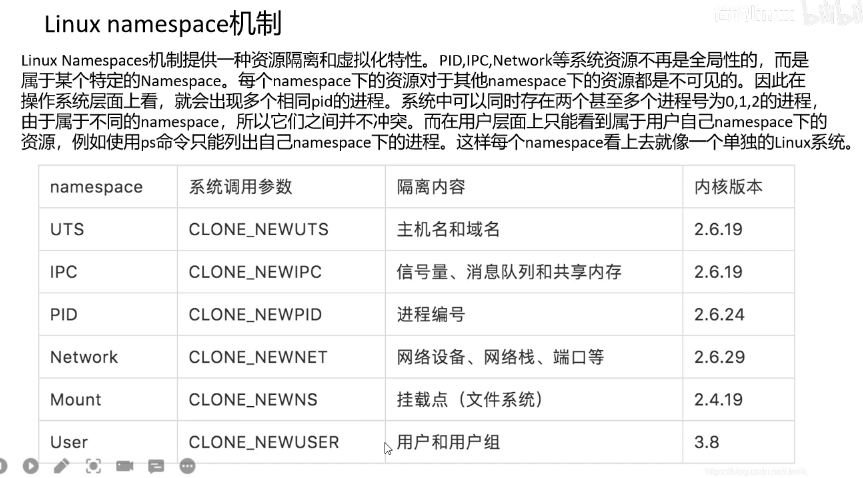 Linux namespace机制
Linux Namespaces机制提供一种资源隔离和虚拟化特性。PID,IPC,Network等系统资源不再是全局性的，而是
属于某个特定的Namespace。每个namespace下的资源对于其他namespace下的资源都是不可见的。因此在
操作系统层面上看，就会出现多个相同pid的进程。系统中可以同时存在两个甚至多个进程号为0,1,2的进程，
由于属于不同的namespace，所以它们之间并不冲突。而在用户层面上只能看到属于用户自己namespace下的
资源，例如使用ps命令只能列出自己namespace下的进程。这样每个namespace看上去就像一个单独的Linux系统。
namespace 系统调用参数 隔离内容 内核版本
UTS CLONE_NEWUTS 主机名和域名 2.6.19
IPC CLONE_NEWIPC 信号量、消息队列和共享内存 2.6.19
PID CLONE_NEWPID 进程编号 2.6.24
Network CLONE_NEWNET 网络设备、网络栈、端口等 2.6.29
Mount CLONE_NEWNS 挂载点（文件系统） 2.4.19
User CLONE_NEWUSER 用户和用户组 3.8